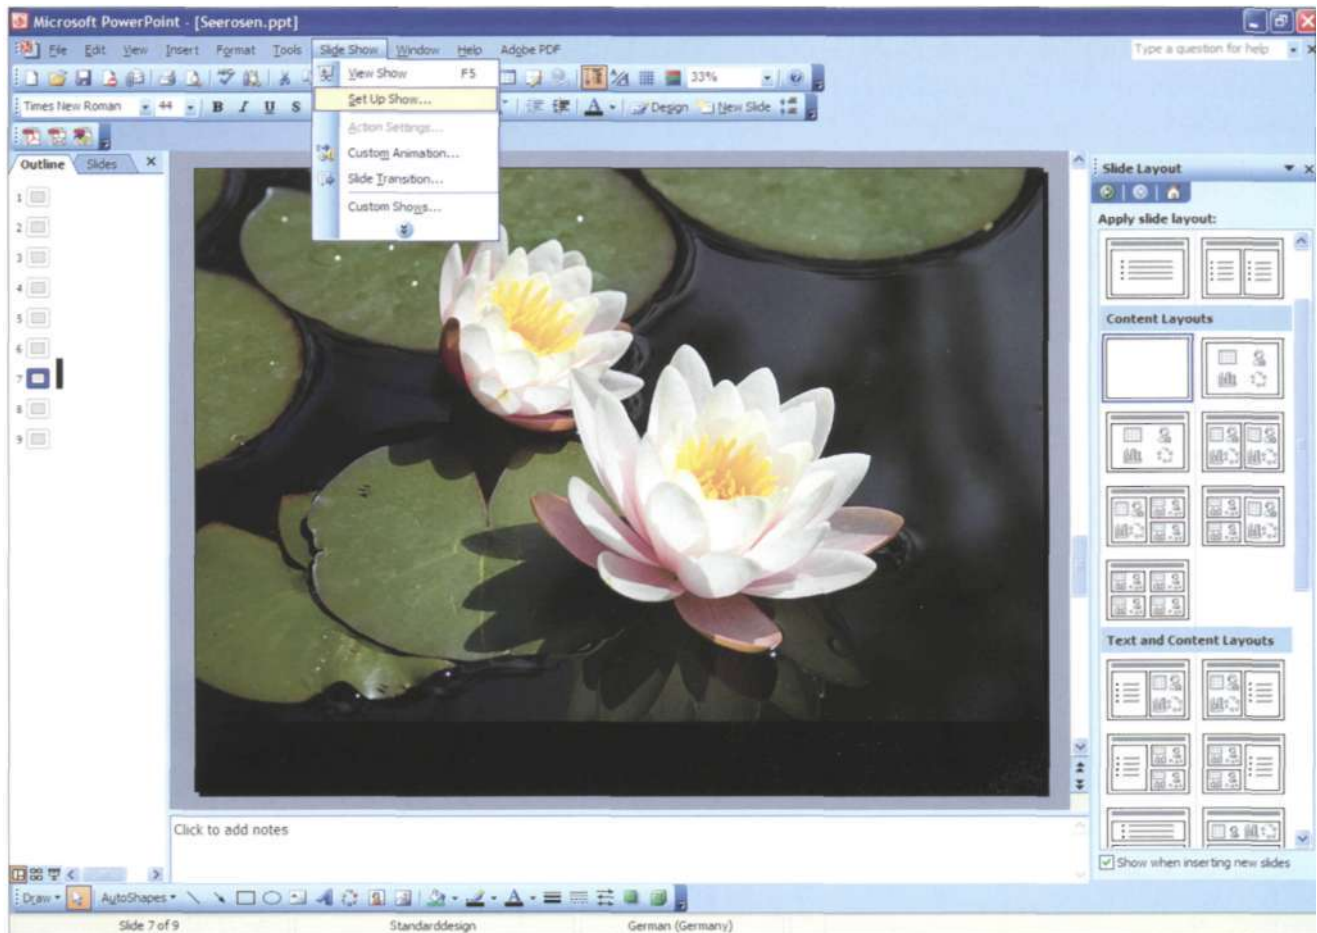 Microsoft PowerPoint - [Seerosen.ppt]
File Edit View Insert Format Tools Slide Show Window Help Adobe PDF
Type a question for help
View Show F5
Set Up Show...
Action Settings...
Custom Animation...
Slide Transition...
Custom Shows...
33%
Times New Roman 44 B I U S
A Design New Slide
Outline Slides
1
2
3
4
5
6
7
8
9
Slide Layout
Apply slide layout:
Content Layouts
Text and Content Layouts
Show when inserting new slides
Click to add notes
Draw AutoShapes
Slide 7 of 9 Standarddesign German (Germany)